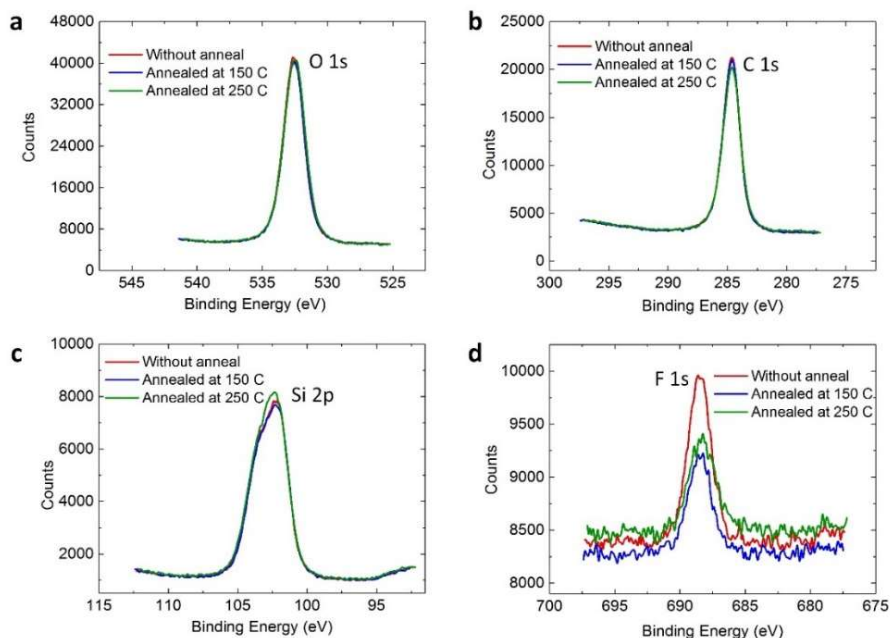 a
O 1s
Without anneal
Annealed at 150 C
Annealed at 250 C
48000
40000
32000
24000
16000
8000
0
Counts
545
540
535
530
525
Binding Energy (eV)
b
C 1s
Without anneal
Annealed at 150 C
Annealed at 250 C
25000
20000
15000
10000
5000
0
Counts
300
295
290
285
280
275
Binding Energy (eV)
c
Si 2p
Without anneal
Annealed at 150 C
Annealed at 250 C
10000
8000
6000
4000
2000
Counts
115
110
105
100
95
Binding Energy (eV)
d
F 1s
Without anneal
Annealed at 150 C
Annealed at 250 C
10000
9500
9000
8500
8000
Counts
700
695
690
685
680
675
Binding Energy (eV)